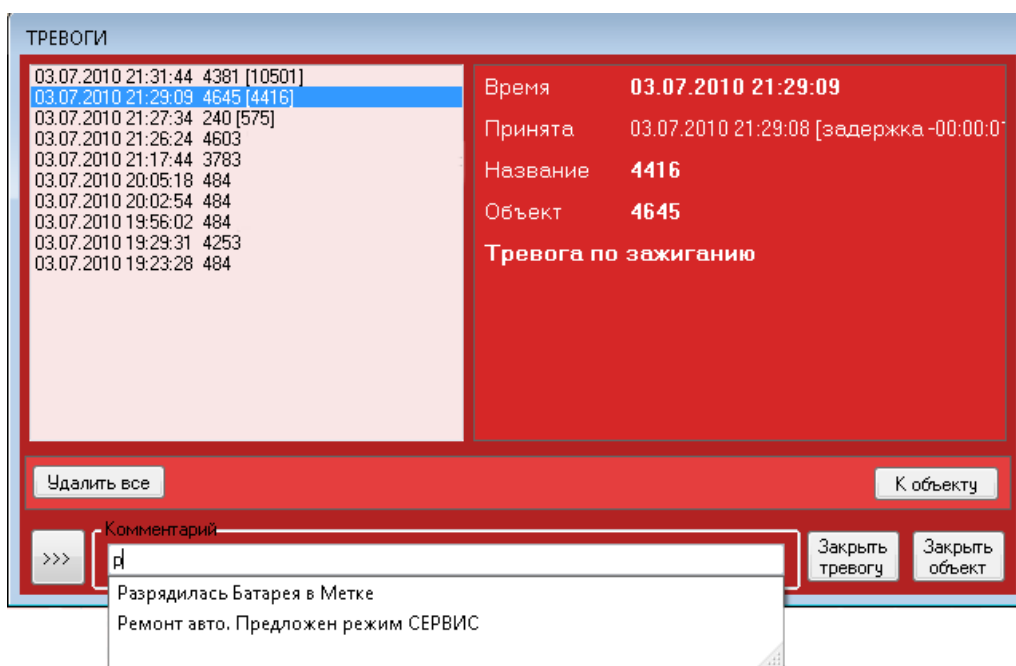 ТРЕВОГИ
03.07.2010 21:31:44 4381 [10501]
03.07.2010 21:29:09 4645 [4416]
03.07.2010 21:27:34 240 [575]
03.07.2010 21:26:24 4603
03.07.2010 21:17:44 3783
03.07.2010 20:05:18 484
03.07.2010 20:02:54 484
03.07.2010 19:56:02 484
03.07.2010 19:29:31 4253
03.07.2010 19:23:28 484
Время 03.07.2010 21:29:09
Принята 03.07.2010 21:29:08 [задержка -00:00:0
Название 4416
Объект 4645
Тревога по зажиганию
Удалить все
К объекту
>>>
Комментарий
р
Закрыть
тревогу
Закрыть
объект
Разрядилась Батарея в Метке
Ремонт авто. Предложен режим СЕРВИС